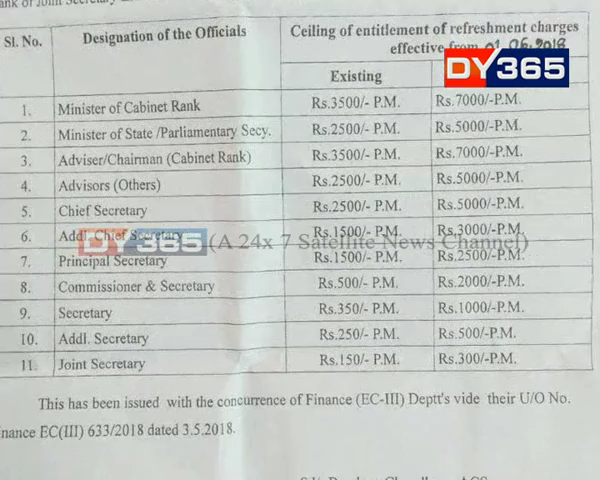 ank of Joint Secretary
Sl. No. Designation of the Officials Ceiling of entitlement of refreshment charges
effective from 01.06.2018
Existing
DY365
1. Minister of Cabinet Rank Rs.3500/- P.M. Rs.7000/-P.M.
2. Minister of State /Parliamentary Secy. Rs.2500/- P.M. Rs.5000/-P.M.
3. Adviser/Chairman (Cabinet Rank) Rs.3500/- P.M. Rs.7000/-P.M.
4. Advisors (Others) Rs.2500/- P.M. Rs.5000/-P.M.
5. Chief Secretary Rs.2500/- P.M. Rs.5000/-P.M.
6. Addl. Chief Secretary Rs.1500/- P.M. Rs.3000/-P.M.
DY365 (A 24x 7 Satellite News Channel)
7. Principal Secretary Rs.1500/- P.M. Rs.2500/-P.M.
8. Commissioner & Secretary Rs.500/- P.M. Rs.2000/-P.M.
9. Secretary Rs.350/- P.M. Rs.1000/-P.M.
10. Addl. Secretary Rs.250/- P.M. Rs.500/-P.M.
11. Joint Secretary Rs.150/- P.M. Rs.300/-P.M.
This has been issued with the concurrence of Finance (EC-III) Deptt's vide their U/O No.
nance EC(III) 633/2018 dated 3.5.2018.